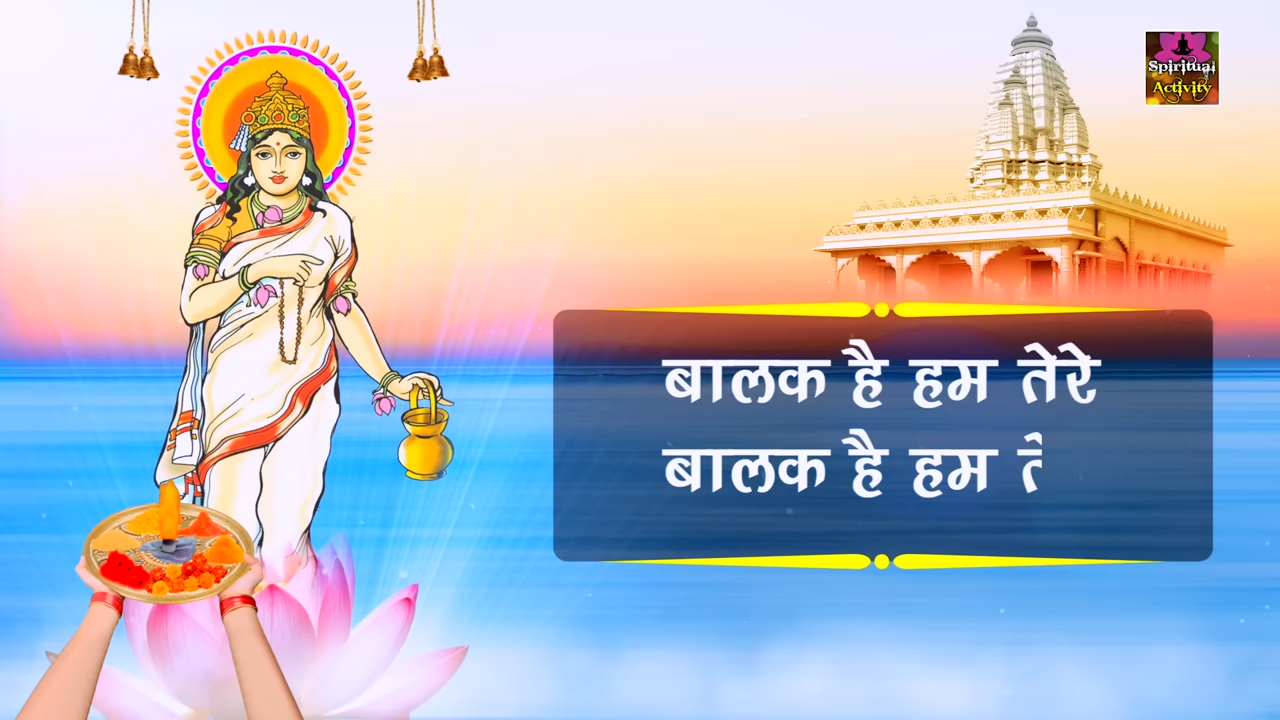 Spiritual
Activity
बालक है हम तेरे
बालक है हम ते